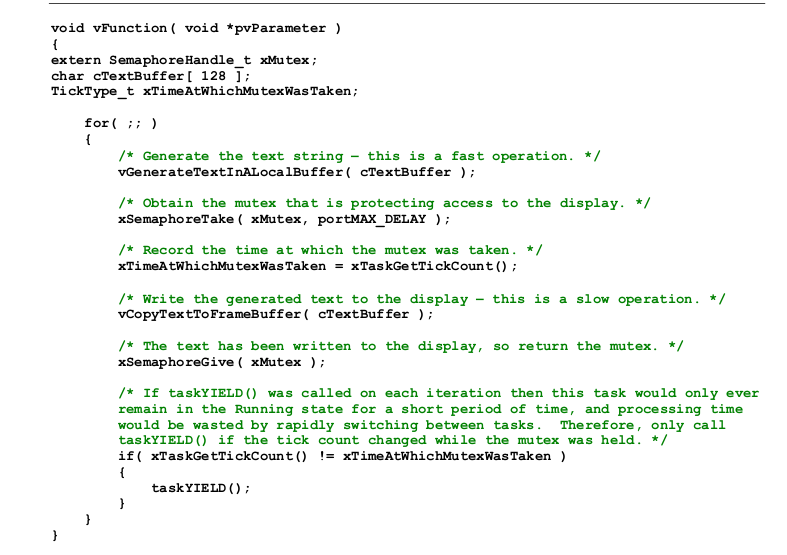 void vFunction( void *pvParameter )
{
extern SemaphoreHandle_t xMutex;
char cTextBuffer[ 128 ];
TickType_t xTimeAtWhichMutexWasTaken;
for( ;; )
{
/* Generate the text string – this is a fast operation. */
vGenerateTextInALocalBuffer( cTextBuffer );
/* Obtain the mutex that is protecting access to the display. */
xSemaphoreTake( xMutex, portMAX_DELAY );
/* Record the time at which the mutex was taken. */
xTimeAtWhichMutexWasTaken = xTaskGetTickCount();
/* Write the generated text to the display – this is a slow operation. */
vCopyTextToFrameBuffer( cTextBuffer );
/* The text has been written to the display, so return the mutex. */
xSemaphoreGive( xMutex );
/* If taskYIELD() was called on each iteration then this task would only ever
remain in the Running state for a short period of time, and processing time
would be wasted by rapidly switching between tasks.  Therefore, only call
taskYIELD() if the tick count changed while the mutex was held. */
if( xTaskGetTickCount() != xTimeAtWhichMutexWasTaken )
{
taskYIELD();
}
}
}